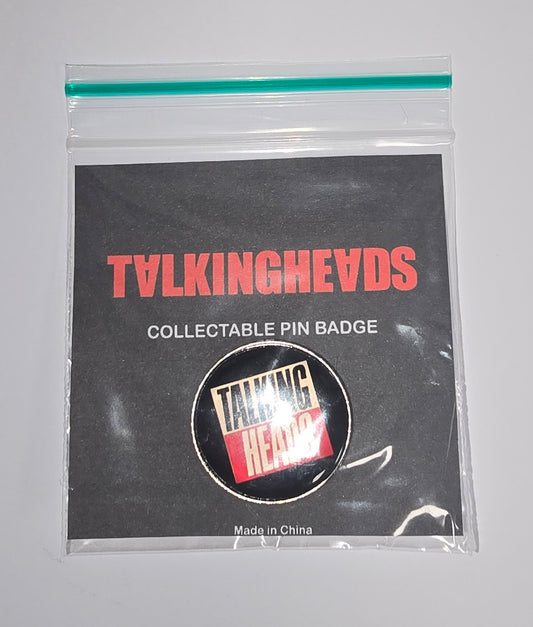 TALKINGHEADS
COLLECTABLE PIN BADGE
TALKING
HEADS
Made in China